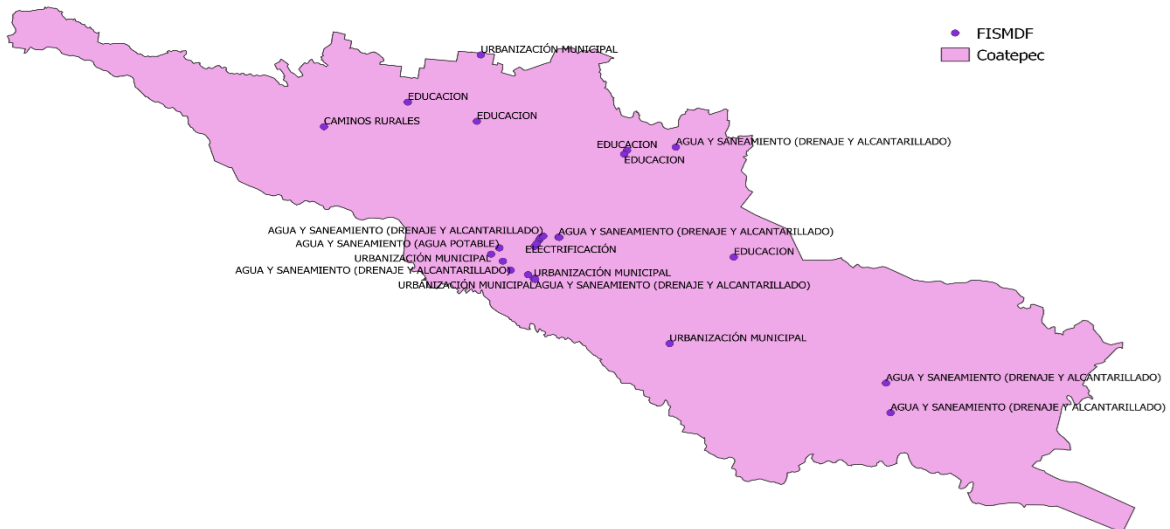 FISMDF
Coatepec
URBANIZACIÓN MUNICIPAL
EDUCACION
EDUCACION
CAMINOS RURALES
EDUCACION
AGUA Y SANEAMIENTO (DRENAJE Y ALCANTARILLADO)
EDUCACION
AGUA Y SANEAMIENTO (DRENAJE Y ALCANTARILLADO)
AGUA Y SANEAMIENTO (DRENAJE Y ALCANTARILLADO)
AGUA Y SANEAMIENTO (AGUA POTABLE)
ELECTRIFICACIÓN
EDUCACION
URBANIZACIÓN MUNICIPAL
AGUA Y SANEAMIENTO (DRENAJE Y ALCANTARILLADO)
URBANIZACIÓN MUNICIPAL
URBANIZACIÓN MUNICIPAL
AGUA Y SANEAMIENTO (DRENAJE Y ALCANTARILLADO)
URBANIZACIÓN MUNICIPAL
AGUA Y SANEAMIENTO (DRENAJE Y ALCANTARILLADO)
AGUA Y SANEAMIENTO (DRENAJE Y ALCANTARILLADO)